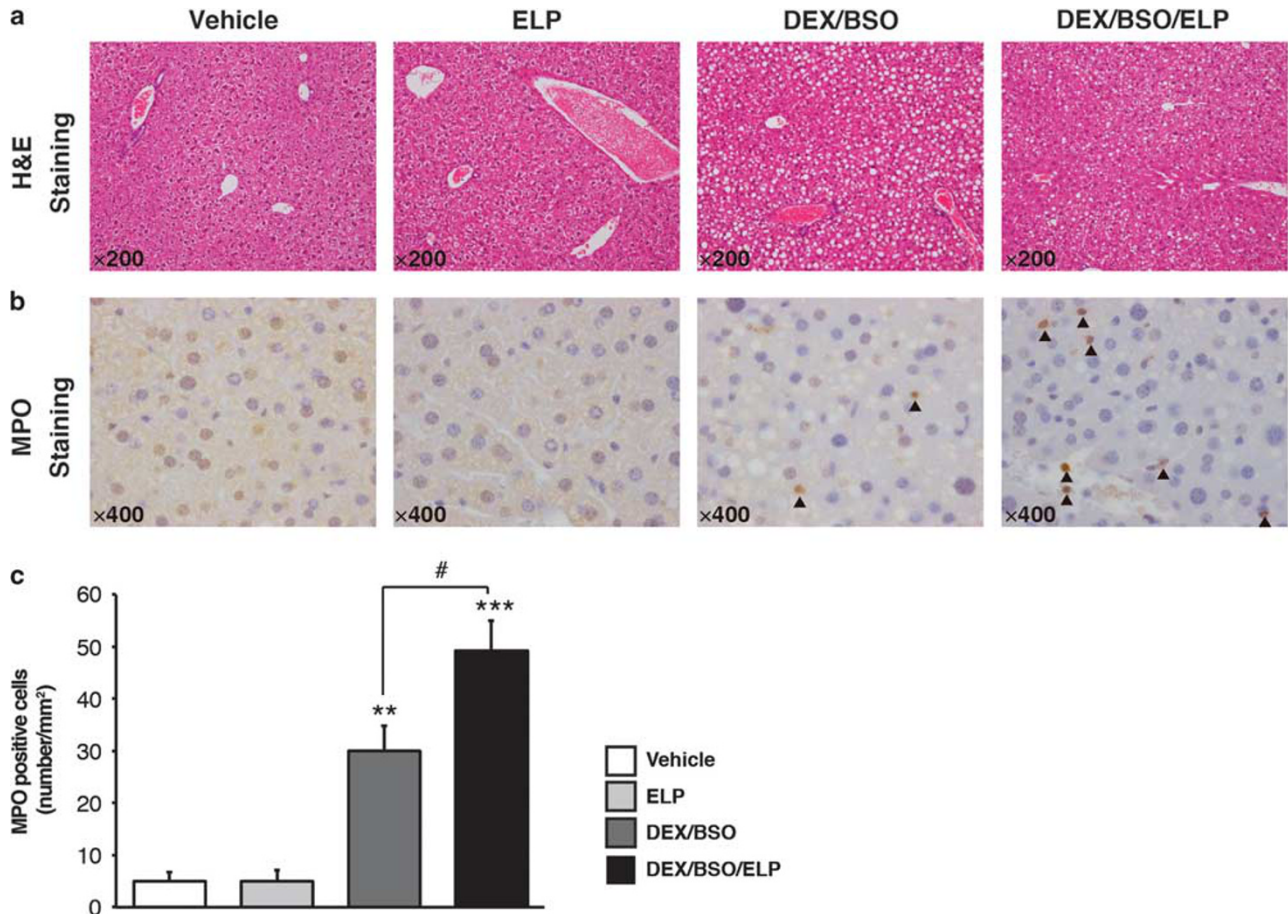 a
Vehicle
ELP
DEX/BSO
DEX/BSO/ELP
H&E
Staining
×200
×200
×200
×200
b
MPO
Staining
×400
×400
×400
×400
c
MPO positive cells
(number/mm²)
60
50
40
30
20
10
0
**
***
#
Vehicle
ELP
DEX/BSO
DEX/BSO/ELP